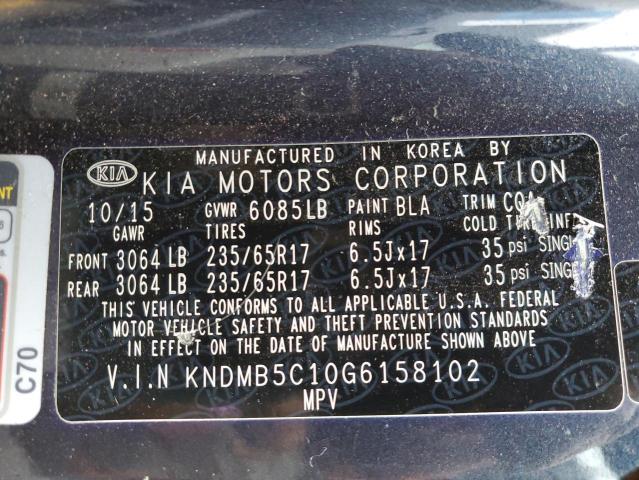 MANUFACTURED IN KOREA BY
KIA KIA MOTORS CORPORATION
10/15 GVWR 6085LB PAINT BLA TRIM
GAWR TIRES RIMS COLD
FRONT 3064 LB 235/65R17 6.5Jx17 35 psi
REAR 3064 LB 235/65R17 6.5Jx17 35 psi
THIS VEHICLE CONFORMS TO ALL APPLICABLE U.S.A. FEDERAL
MOTOR VEHICLE SAFETY AND THEFT PREVENTION STANDARDS
IN EFFECT ON THE DATE OF MANUFACTURE SHOWN ABOVE
V.I.N KNDMB5C10G6158102
MPV
C70